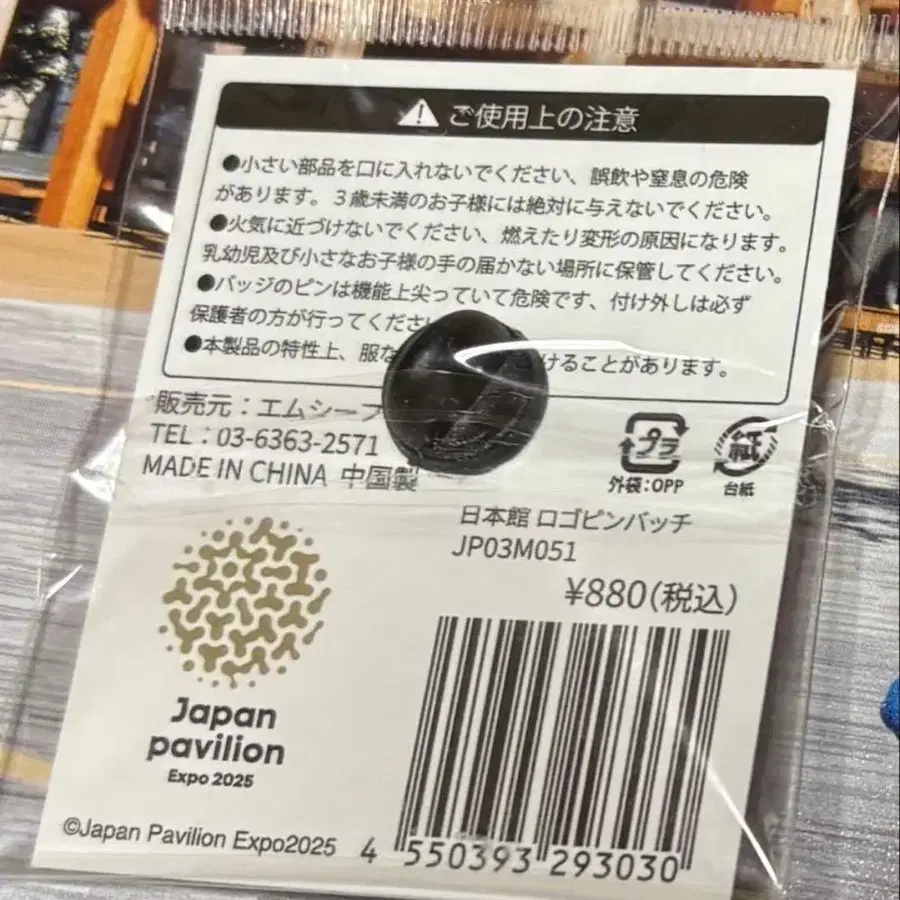 ご使用上の注意
●小さい部品を口に入れないでください、誤飲や窒息の危険
があります。3歳未満のお子様には絶対に与えないでください。
●火気に近づけないでください、燃えたり変形の原因になります。
乳幼児及び小さなお子様の手の届かない場所に保管してください。
●バッジのピンは機能上尖っていて危険です、付け外しは必ず
保護者の方が行ってくださ
●本製品の特性上、服な けることがあります。
販売元:エムシープ
TEL:03-6363-2571
MADE IN CHINA 中国製
プラ 紙
外袋:OPP 台紙
日本館 ロゴピンバッチ
JP03M051
¥880(税込)
Japan
pavilion
Expo 2025
©Japan Pavilion Expo2025
4 550393 293030